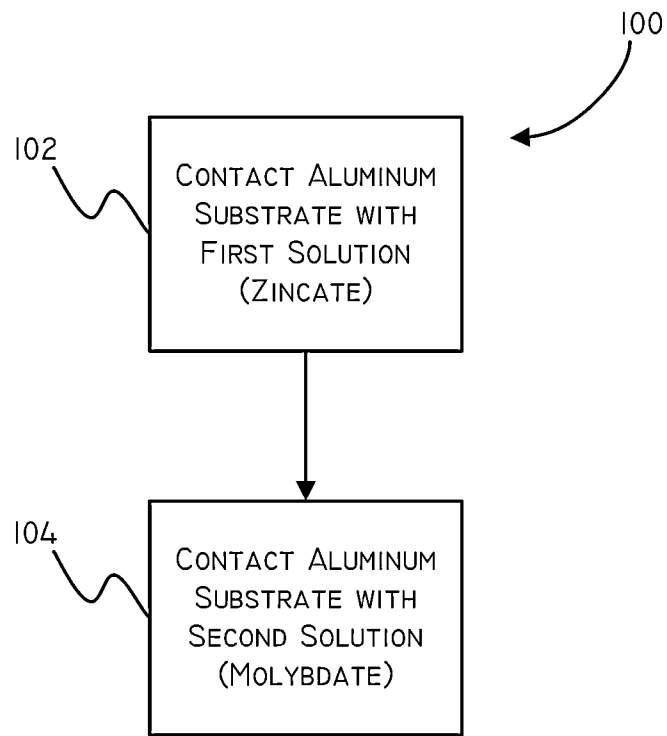 100
102
CONTACT ALUMINUM
SUBSTRATE WITH
FIRST SOLUTION
(ZINCATE)
104
CONTACT ALUMINUM
SUBSTRATE WITH
SECOND SOLUTION
(MOLYBDATE)